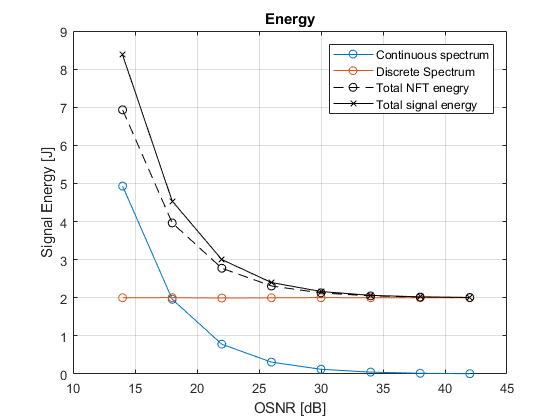 Energy
9
8
7
6
5
4
3
2
1
0
Signal Energy [J]
Continuous spectrum
Discrete Spectrum
Total NFT enegry
Total signal energy
10 15 20 25 30 35 40 45
OSNR [dB]